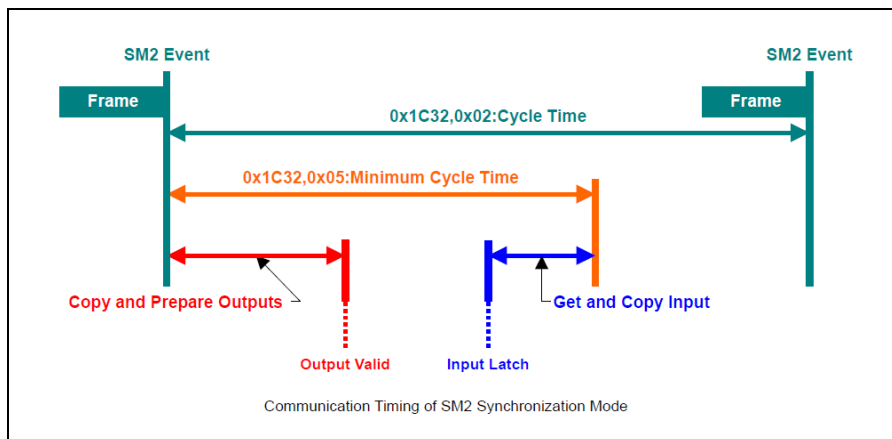 SM2 Event
SM2 Event
Frame
Frame
0x1C32,0x02:Cycle Time
0x1C32,0x05:Minimum Cycle Time
Copy and Prepare Outputs
Get and Copy Input
Output Valid
Input Latch
Communication Timing of SM2 Synchronization Mode